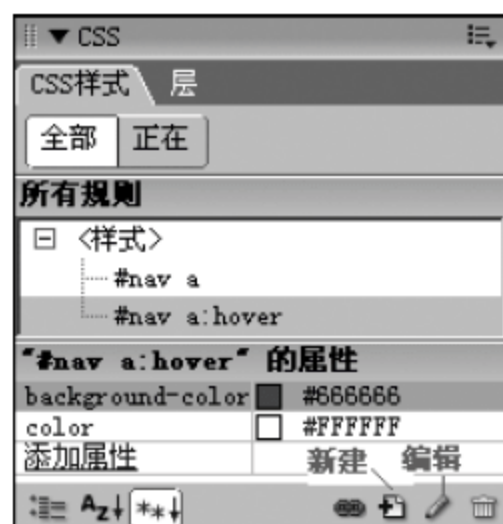 CSS
CSS样式 层
全部 正在
所有规则
<样式>
#nav a
#nav a:hover
"#nav a:hover" 的属性
background-color #666666
color #FFFFFF
添加属性 新建 编辑
AZ↓ **↓